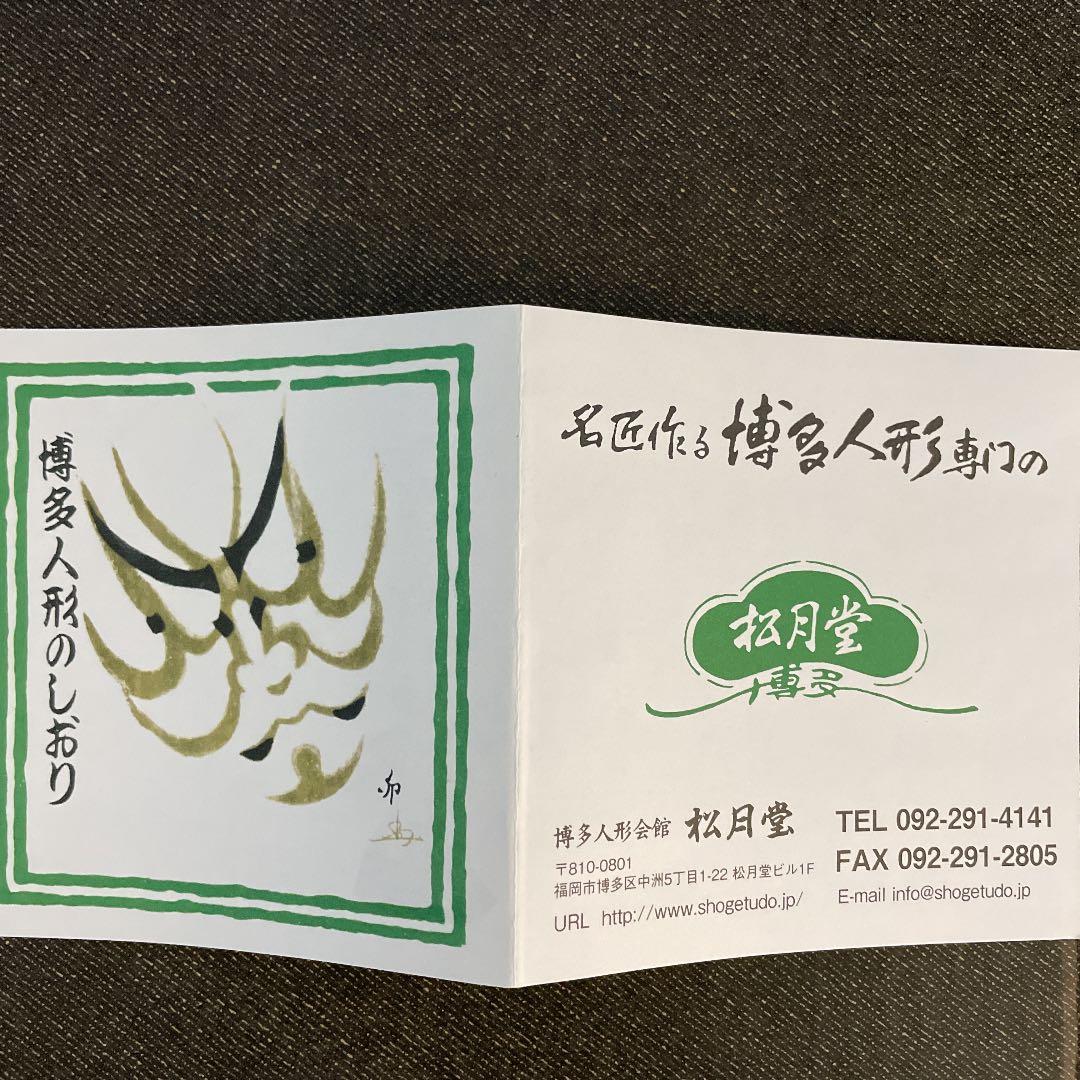 博多人形のしおり
卯
名匠作る博多人形専門の
松月堂
博多
博多人形会館 松月堂
〒810-0801
福岡市博多区中洲5丁目1-22 松月堂ビル1F
URL http://www.shogetudo.jp/
TEL 092-291-4141
FAX 092-291-2805
E-mail info@shogetudo.jp